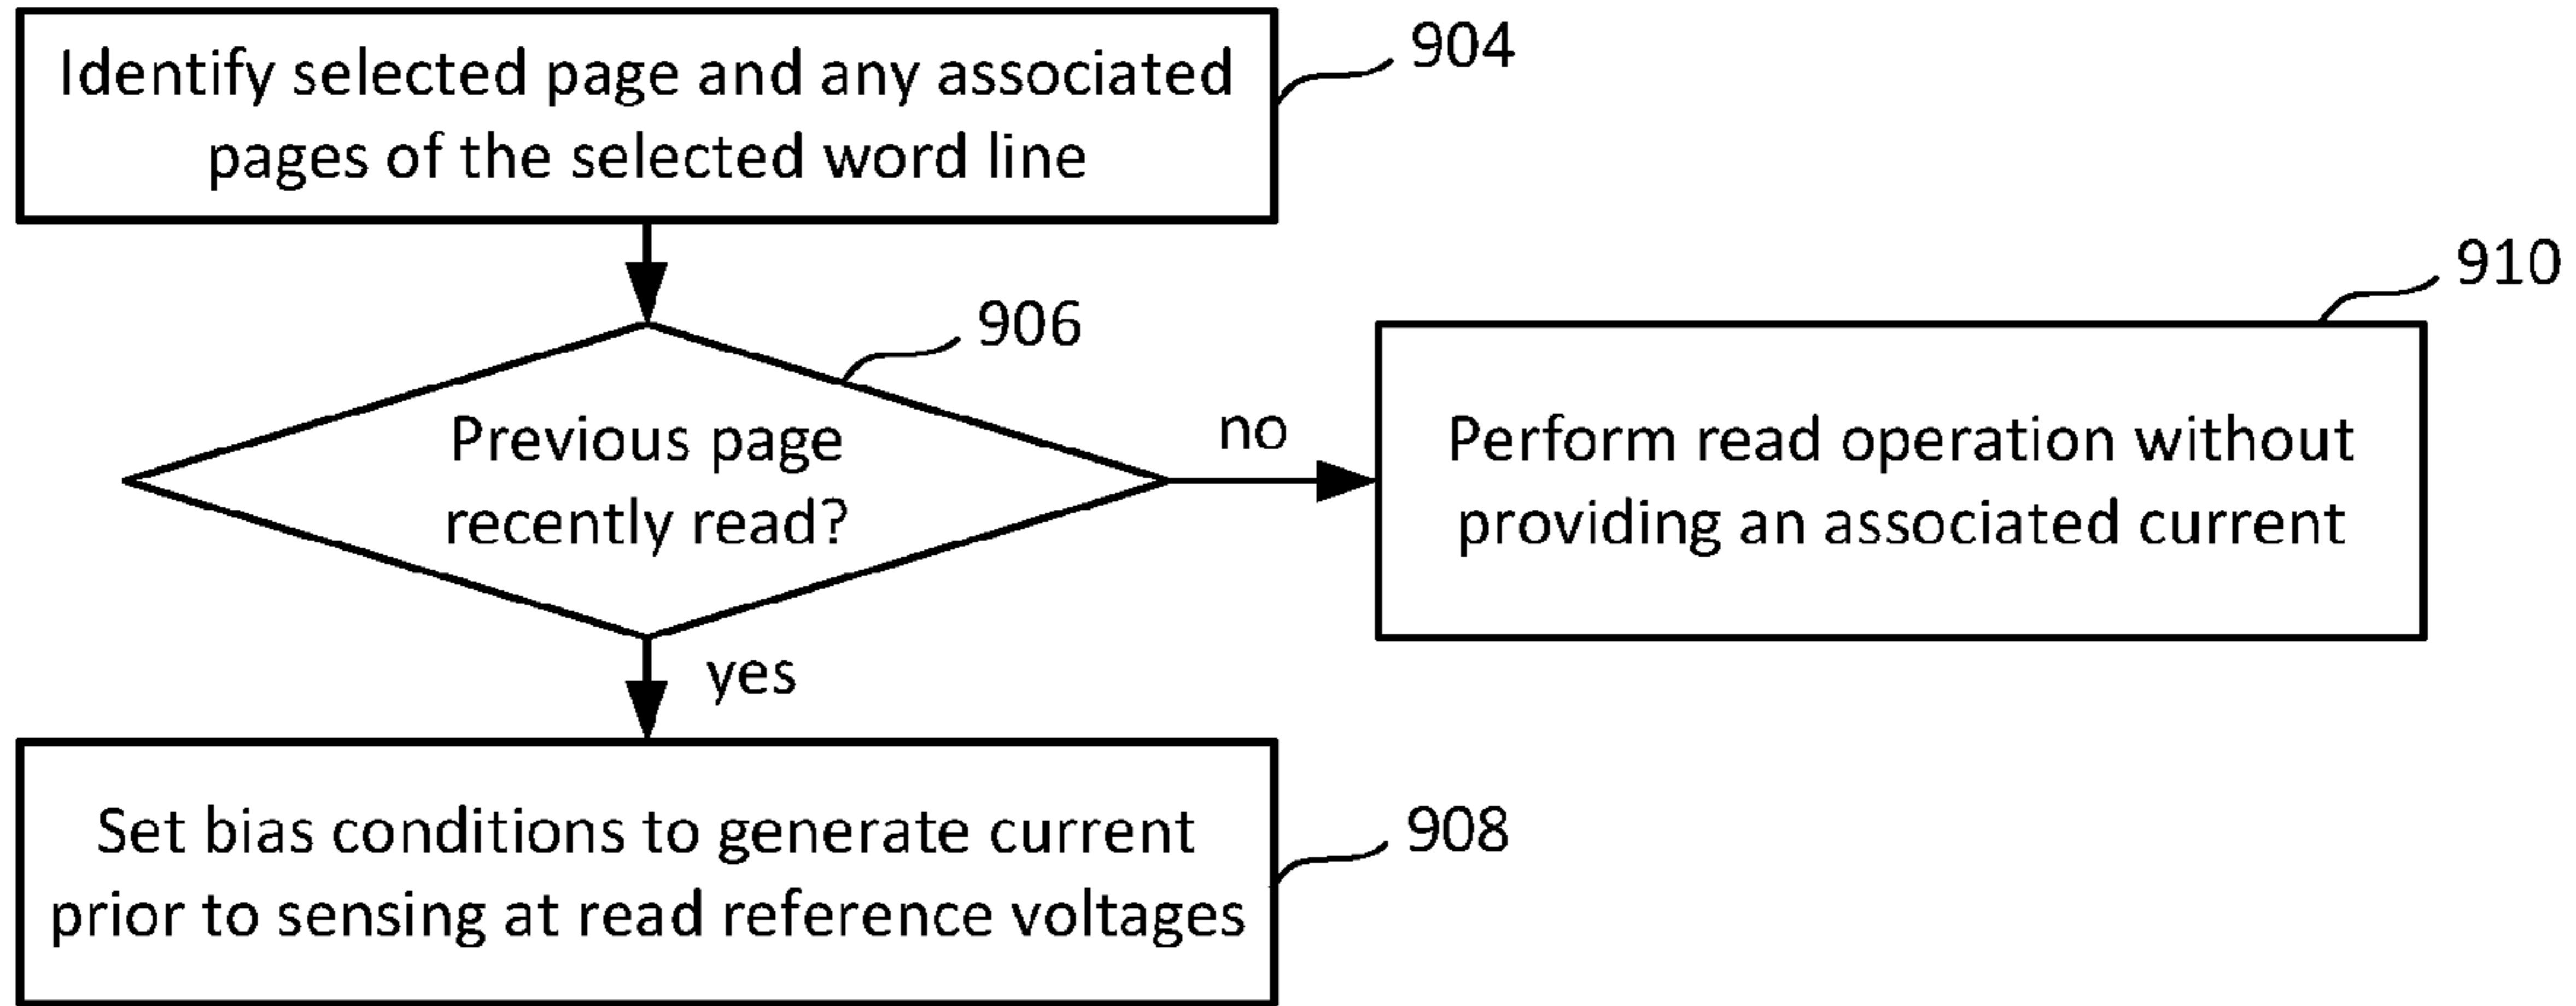 Identify selected page and any associated
pages of the selected word line
904
906
Previous page
recently read?
no
910
Perform read operation without
providing an associated current
yes
Set bias conditions to generate current
prior to sensing at read reference voltages
908